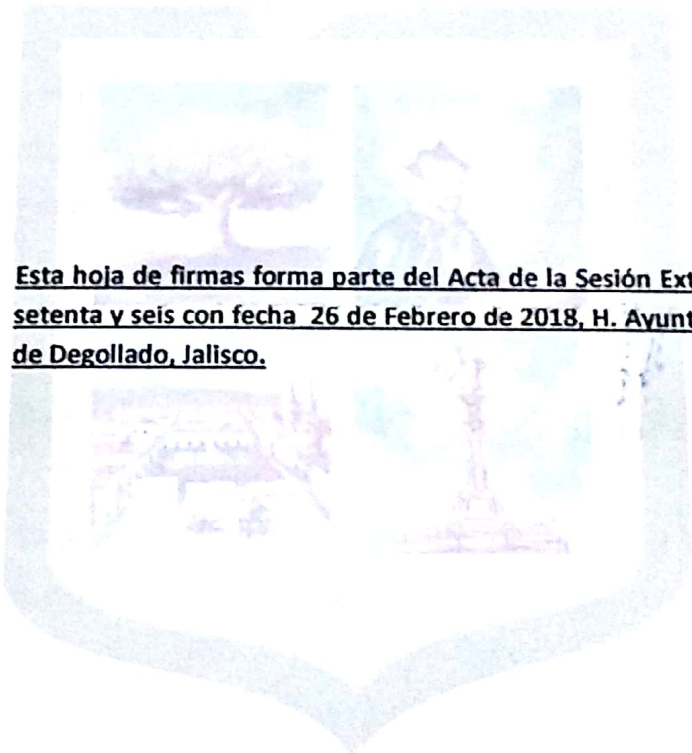 Esta hoja de firmas forma parte del Acta de la Sesión Ext
setenta y seis con fecha 26 de Febrero de 2018, H. Ayunt
de Degollado, Jalisco.